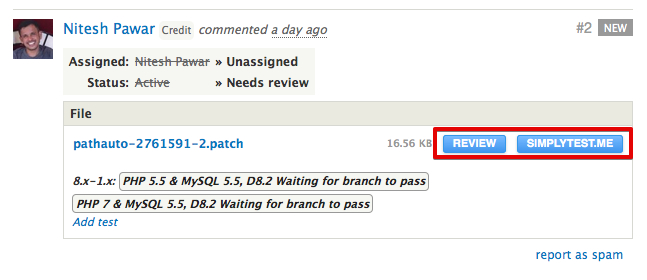 Nitesh Pawar Credit commented a day ago #2 NEW
Assigned: Nitesh Pawar » Unassigned
Status: Active » Needs review
File
pathauto-2761591-2.patch 16.56 KB REVIEW SIMPLYTEST.ME
8.x-1.x: PHP 5.5 & MySQL 5.5, D8.2 Waiting for branch to pass
PHP 7 & MySQL 5.5, D8.2 Waiting for branch to pass
Add test
report as spam